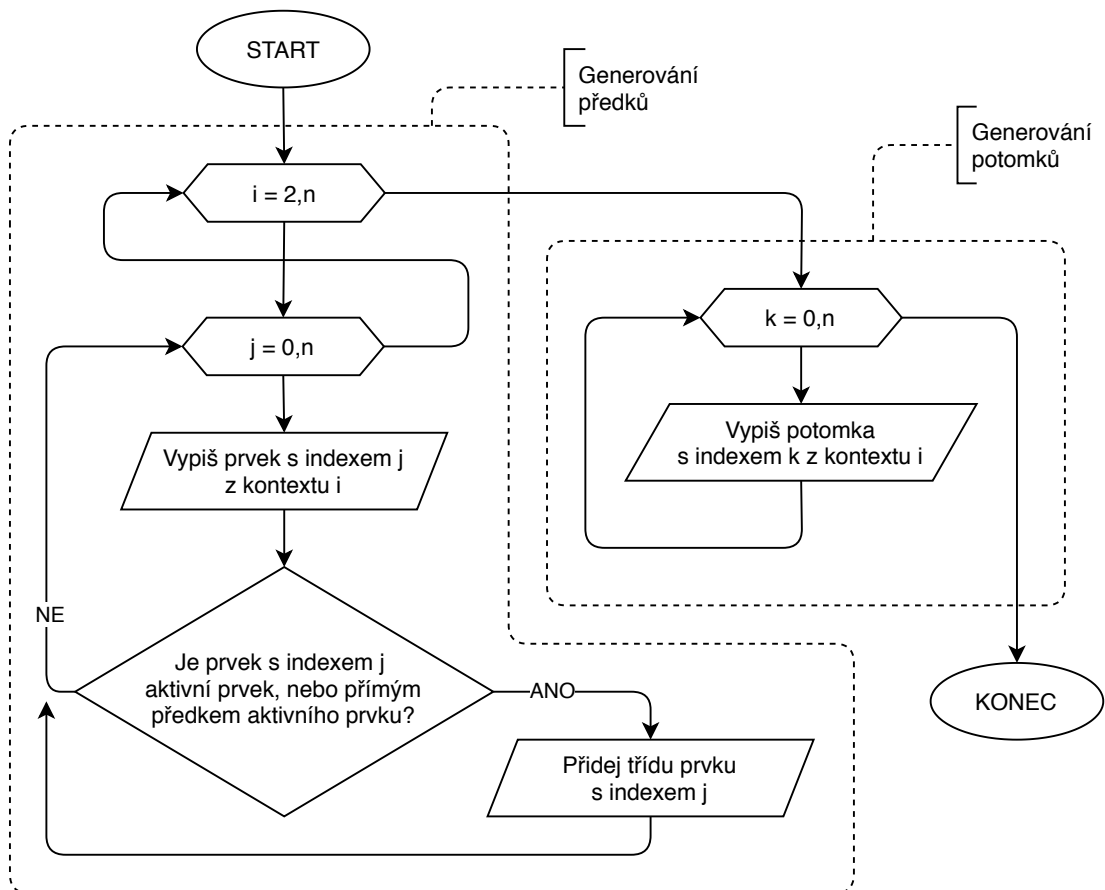 START
Generování
předků
Generování
potomků
i = 2,n
j = 0,n
k = 0,n
Vypiš prvek s indexem j
z kontextu i
Vypiš potomka
s indexem k z kontextu i
NE
Je prvek s indexem j
aktivní prvek, nebo přímým
předkem aktivního prvku?
ANO
KONEC
Přidej třídu prvku
s indexem j